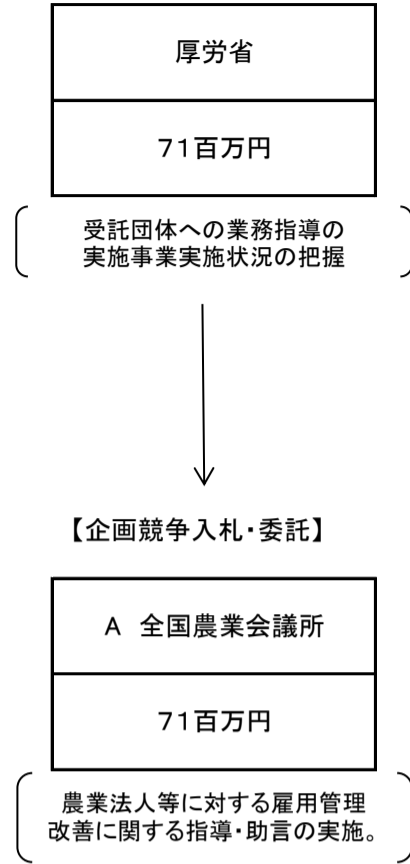 厚労省
71百万円
受託団体への業務指導の
実施事業実施状況の把握
【企画競争入札・委託】
A 全国農業会議所
71百万円
農業法人等に対する雇用管理
改善に関する指導・助言の実施。